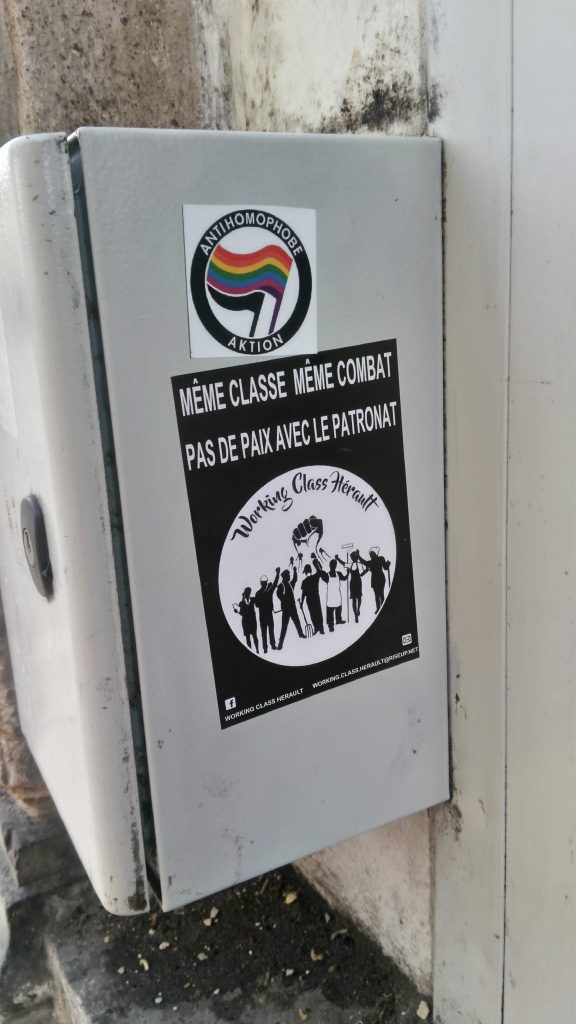 ANTIHOMOPHOBE
AKTION
MÊME CLASSE MÊME COMBAT
PAS DE PAIX AVEC LE PATRONAT
Working Class Hérault
WORKING CLASS HERAULT WORKING.CLASS.HERAULT@RISEUP.NET